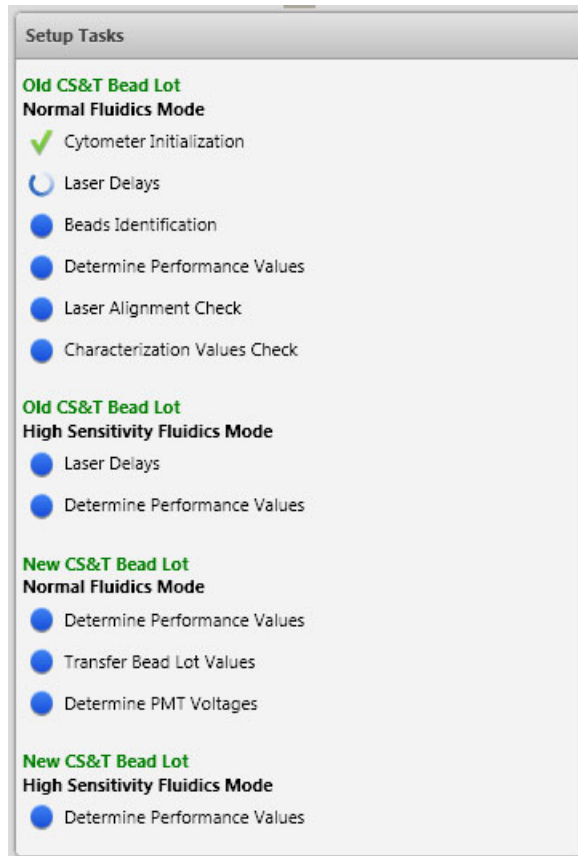 Setup Tasks
Old CS&T Bead Lot
Normal Fluidics Mode
Cytometer Initialization
Laser Delays
Beads Identification
Determine Performance Values
Laser Alignment Check
Characterization Values Check
Old CS&T Bead Lot
High Sensitivity Fluidics Mode
Laser Delays
Determine Performance Values
New CS&T Bead Lot
Normal Fluidics Mode
Determine Performance Values
Transfer Bead Lot Values
Determine PMT Voltages
New CS&T Bead Lot
High Sensitivity Fluidics Mode
Determine Performance Values